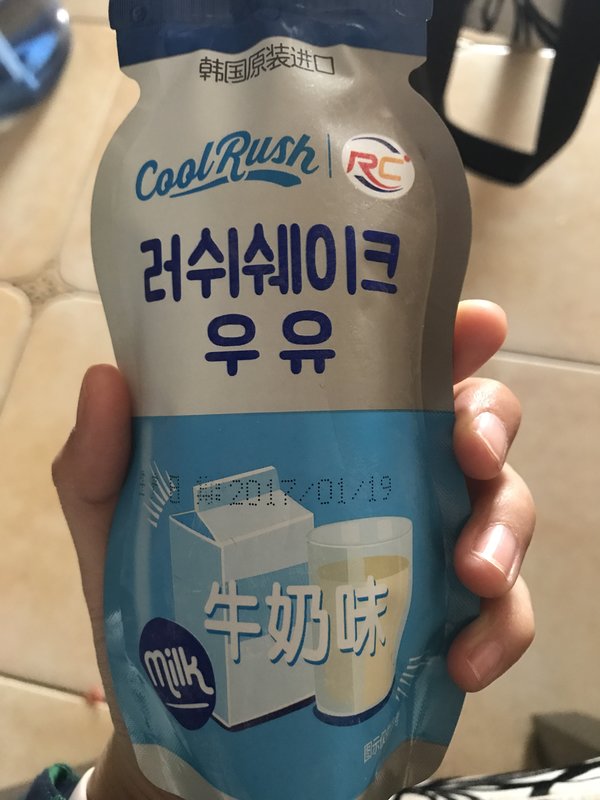 韩国原装进口
CoolRush RC
러쉬쉐이크
우유
2017/01/19
牛奶味
milk